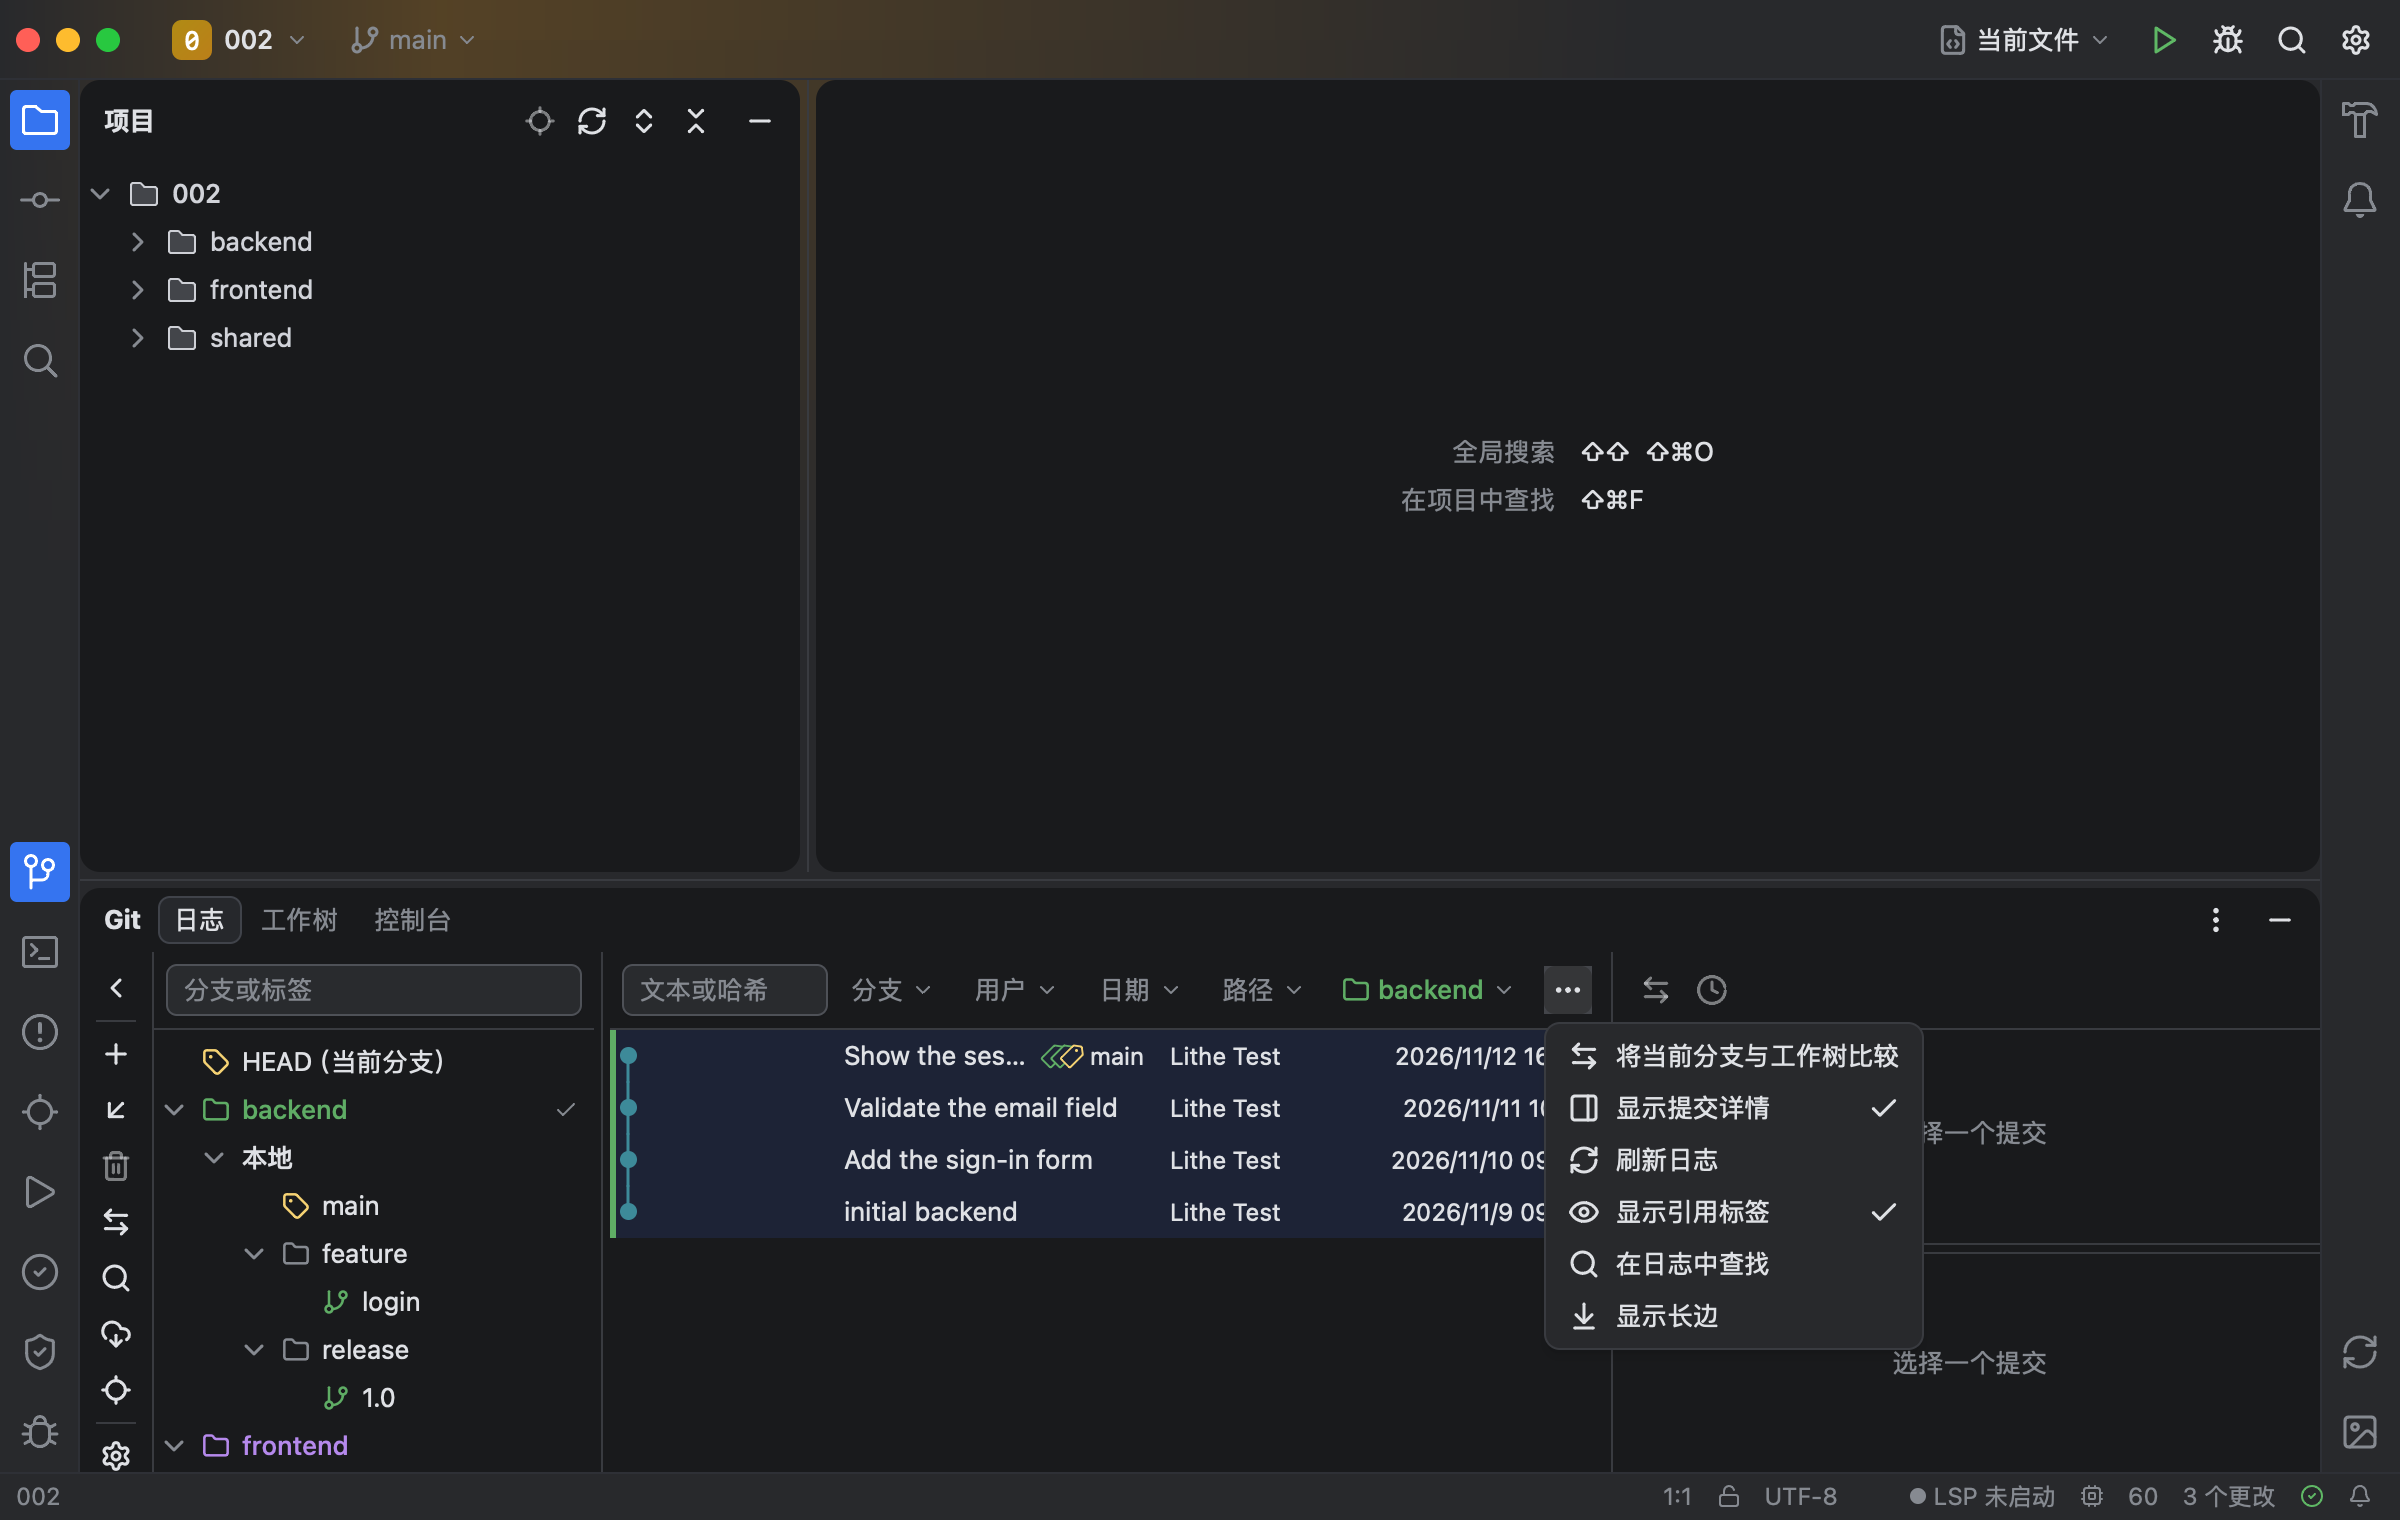 0 002 main 当前文件
项目
002
backend
frontend
shared
全局搜索 ⇧⇧ ⇧⌘O
在项目中查找 ⇧⌘F
Git 日志 工作树 控制台
分支或标签
HEAD (当前分支)
backend
本地
main
feature
login
release
1.0
frontend
文本或哈希 分支 用户 日期 路径 backend
Show the ses... main Lithe Test 2026/11/12 16
Validate the email field Lithe Test 2026/11/11
Add the sign-in form Lithe Test 2026/11/10 09
initial backend Lithe Test 2026/11/9 09
将当前分支与工作树比较
显示提交详情
刷新日志
显示引用标签
在日志中查找
显示长边
择一个提交
选择一个提交
002 1:1 UTF-8 LSP 未启动 60 3 个更改